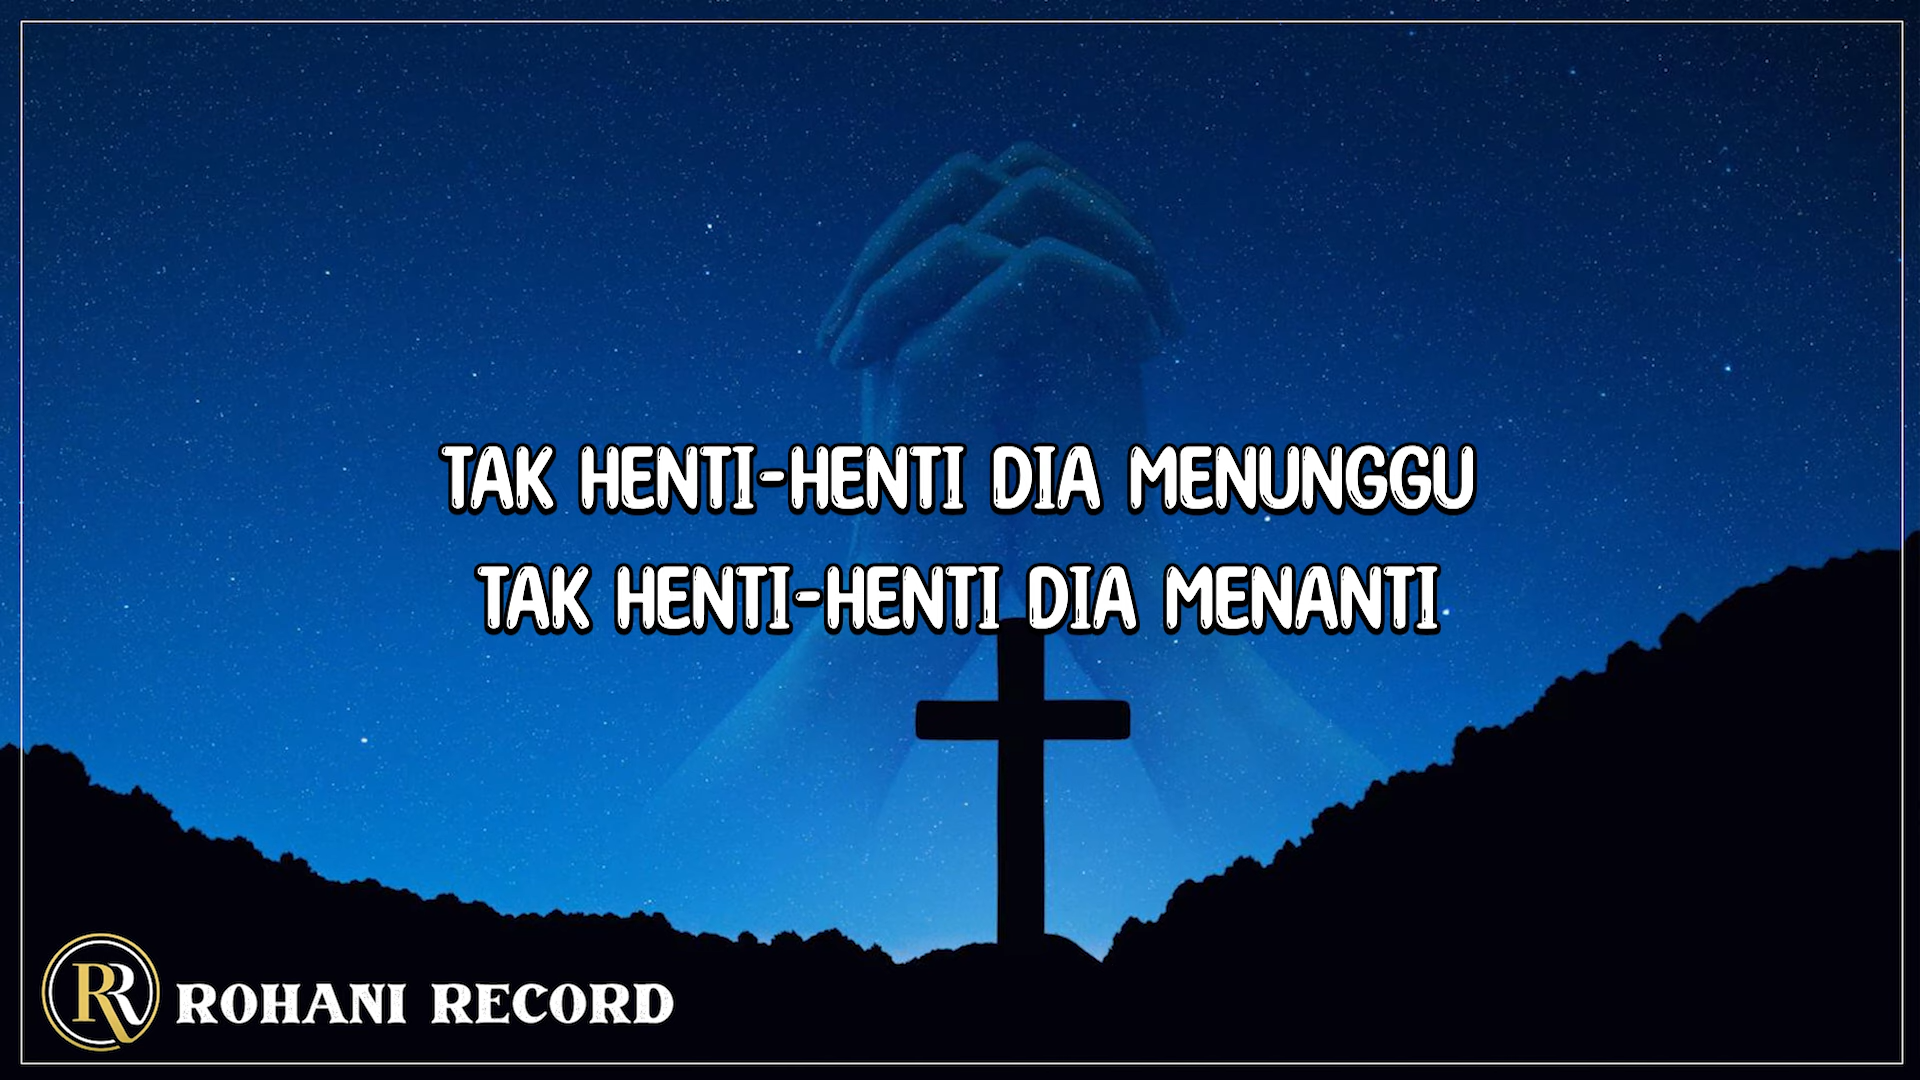 TAK HENTI-HENTI DIA MENUNGGU
TAK HENTI-HENTI DIA MENANTI
RR ROHANI RECORD